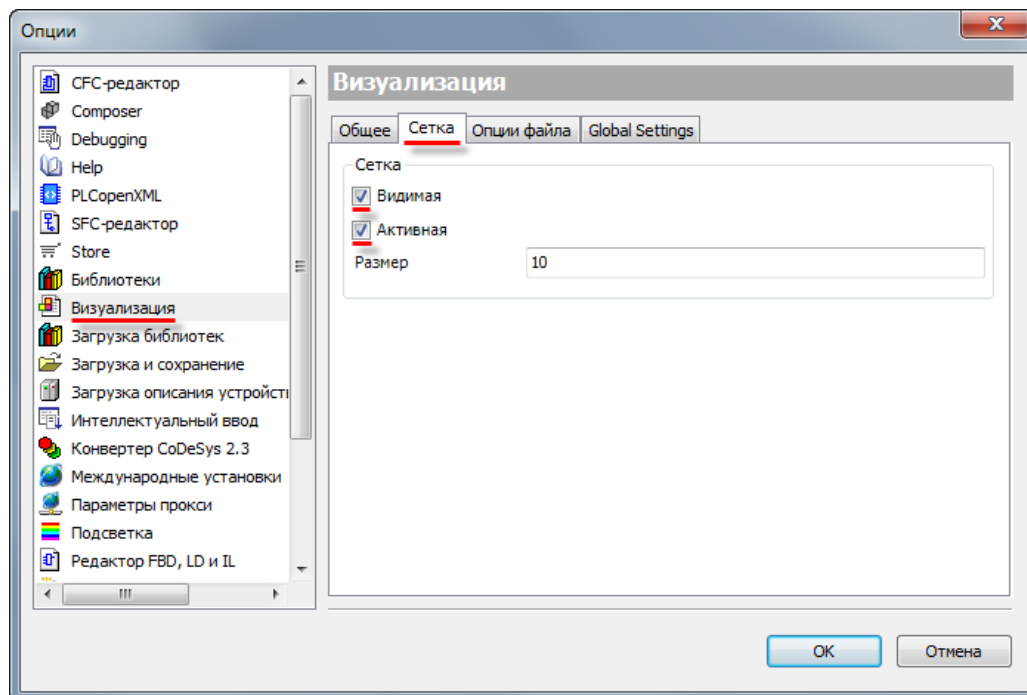 Опции
CFC-редактор
Composer
Debugging
Help
PLCopenXML
SFC-редактор
Store
Библиотеки
Визуализация
Загрузка библиотек
Загрузка и сохранение
Загрузка описания устройст
Интеллектуальный ввод
Конвертер CoDeSys 2.3
Международные установки
Параметры прокси
Подсветка
Редактор FBD, LD и IL
Визуализация
Общее Сетка Опции файла Global Settings
Сетка
Видимая
Активная
Размер 10
OK Отмена